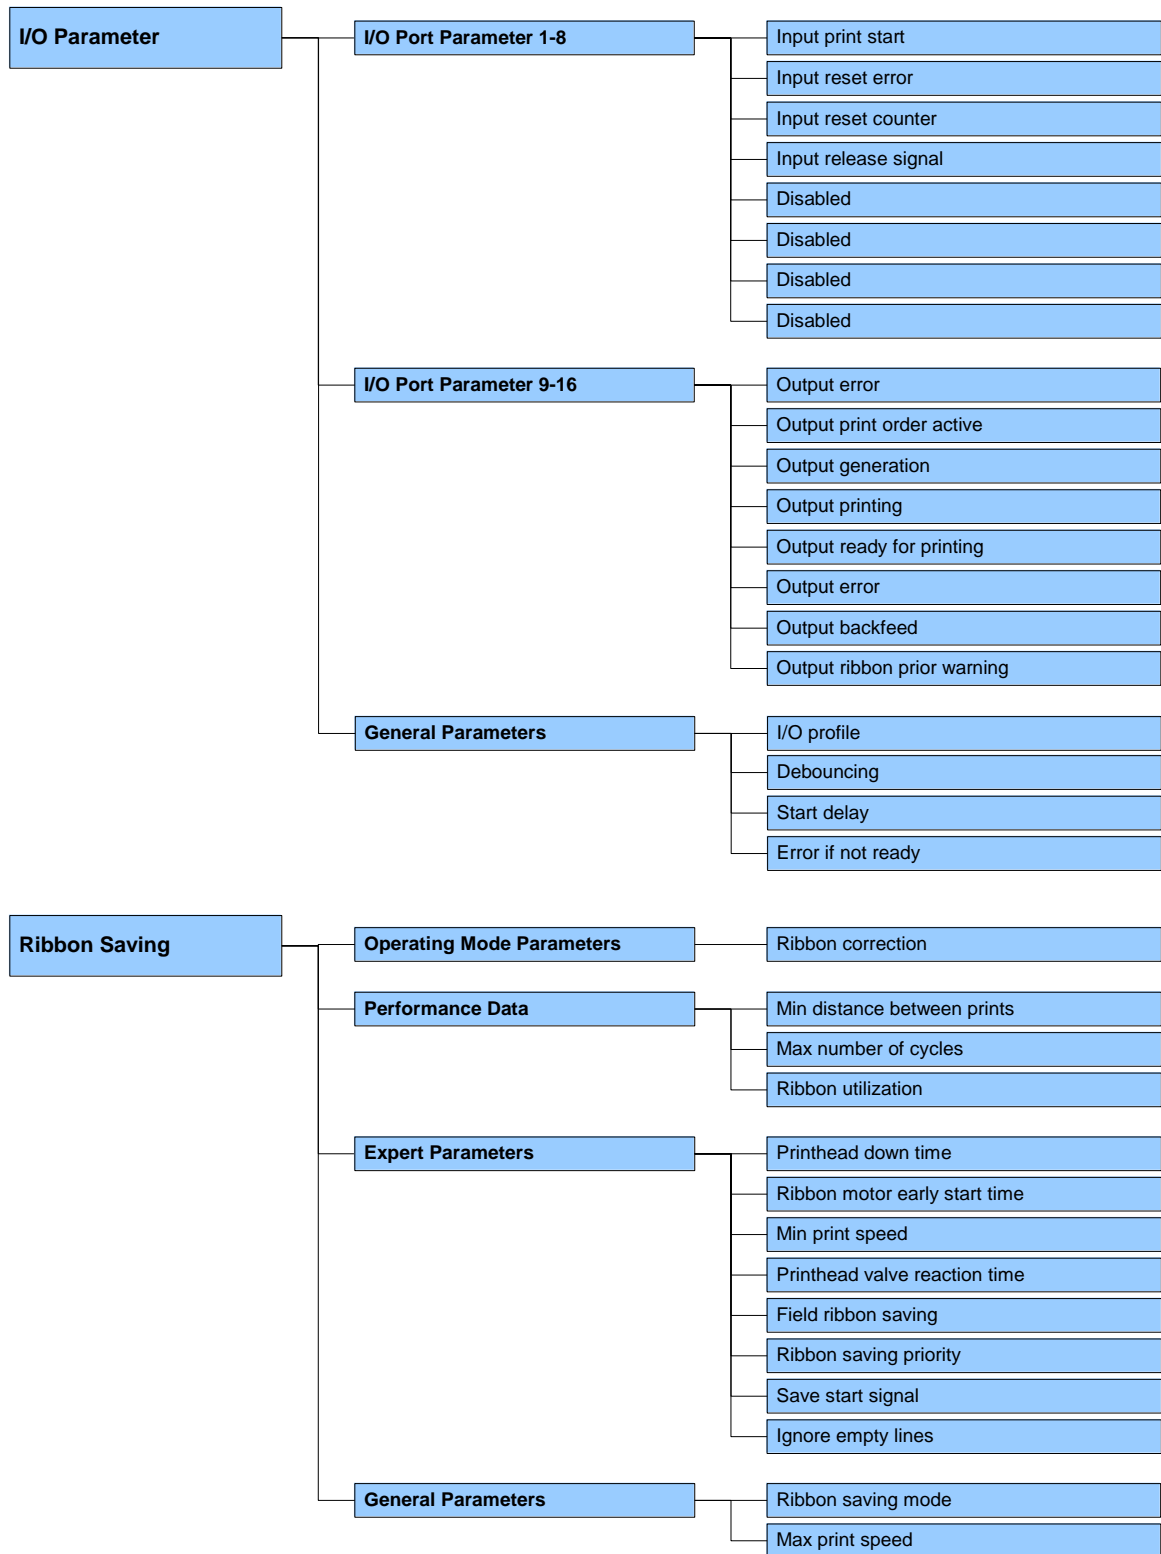 I/O Parameter
I/O Port Parameter 1-8
Input print start
Input reset error
Input reset counter
Input release signal
Disabled
Disabled
Disabled
Disabled
I/O Port Parameter 9-16
Output error
Output print order active
Output generation
Output printing
Output ready for printing
Output error
Output backfeed
Output ribbon prior warning
General Parameters
I/O profile
Debouncing
Start delay
Error if not ready
Ribbon Saving
Operating Mode Parameters
Ribbon correction
Performance Data
Min distance between prints
Max number of cycles
Ribbon utilization
Expert Parameters
Printhead down time
Ribbon motor early start time
Min print speed
Printhead valve reaction time
Field ribbon saving
Ribbon saving priority
Save start signal
Ignore empty lines
General Parameters
Ribbon saving mode
Max print speed